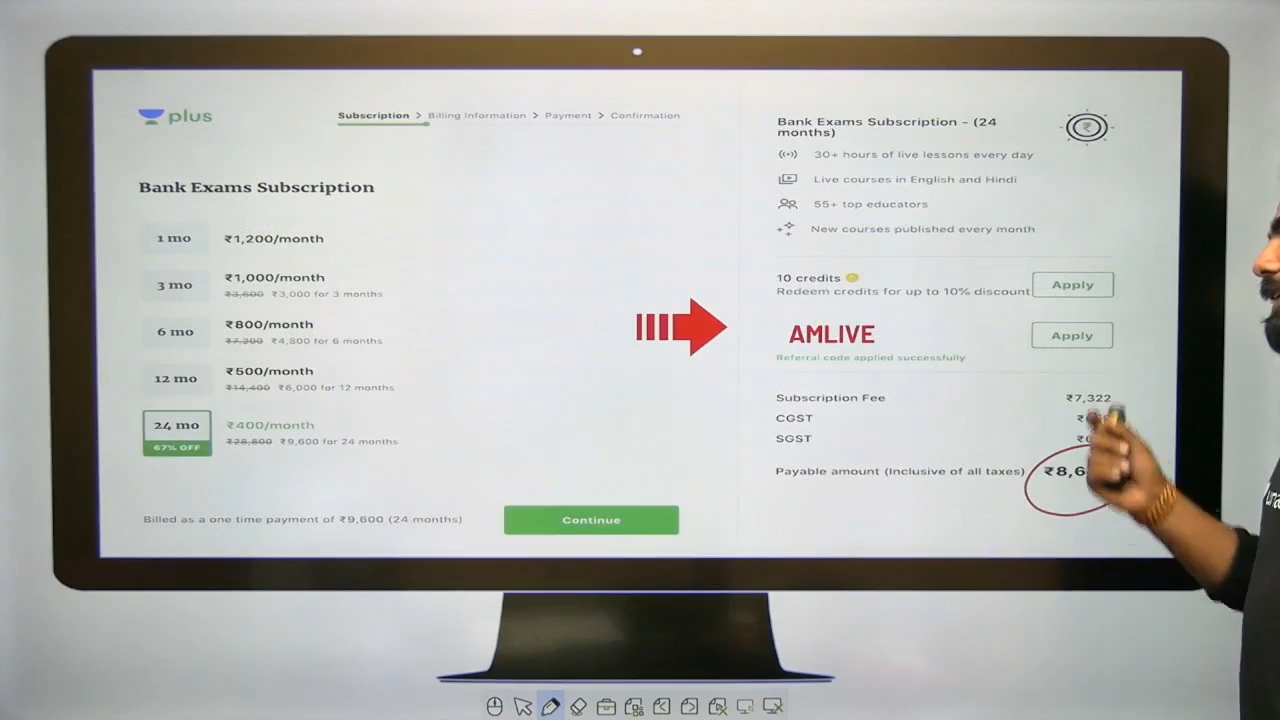 plus
Subscription > Billing Information > Payment > Confirmation
Bank Exams Subscription
1 mo ₹1,200/month
3 mo ₹1,000/month
₹3,600 ₹3,000 for 3 months
6 mo ₹800/month
₹7,200 ₹4,800 for 6 months
12 mo ₹500/month
₹14,400 ₹6,000 for 12 months
24 mo ₹400/month
67% OFF ₹28,800 ₹9,600 for 24 months
Billed as a one time payment of ₹9,600 (24 months)
Continue
Bank Exams Subscription - (24
months)
30+ hours of live lessons every day
Live courses in English and Hindi
55+ top educators
New courses published every month
10 credits
Redeem credits for up to 10% discount
Apply
AMLIVE
Apply
Referral code applied successfully
Subscription Fee ₹7,322
CGST
SGST
Payable amount (Inclusive of all taxes)